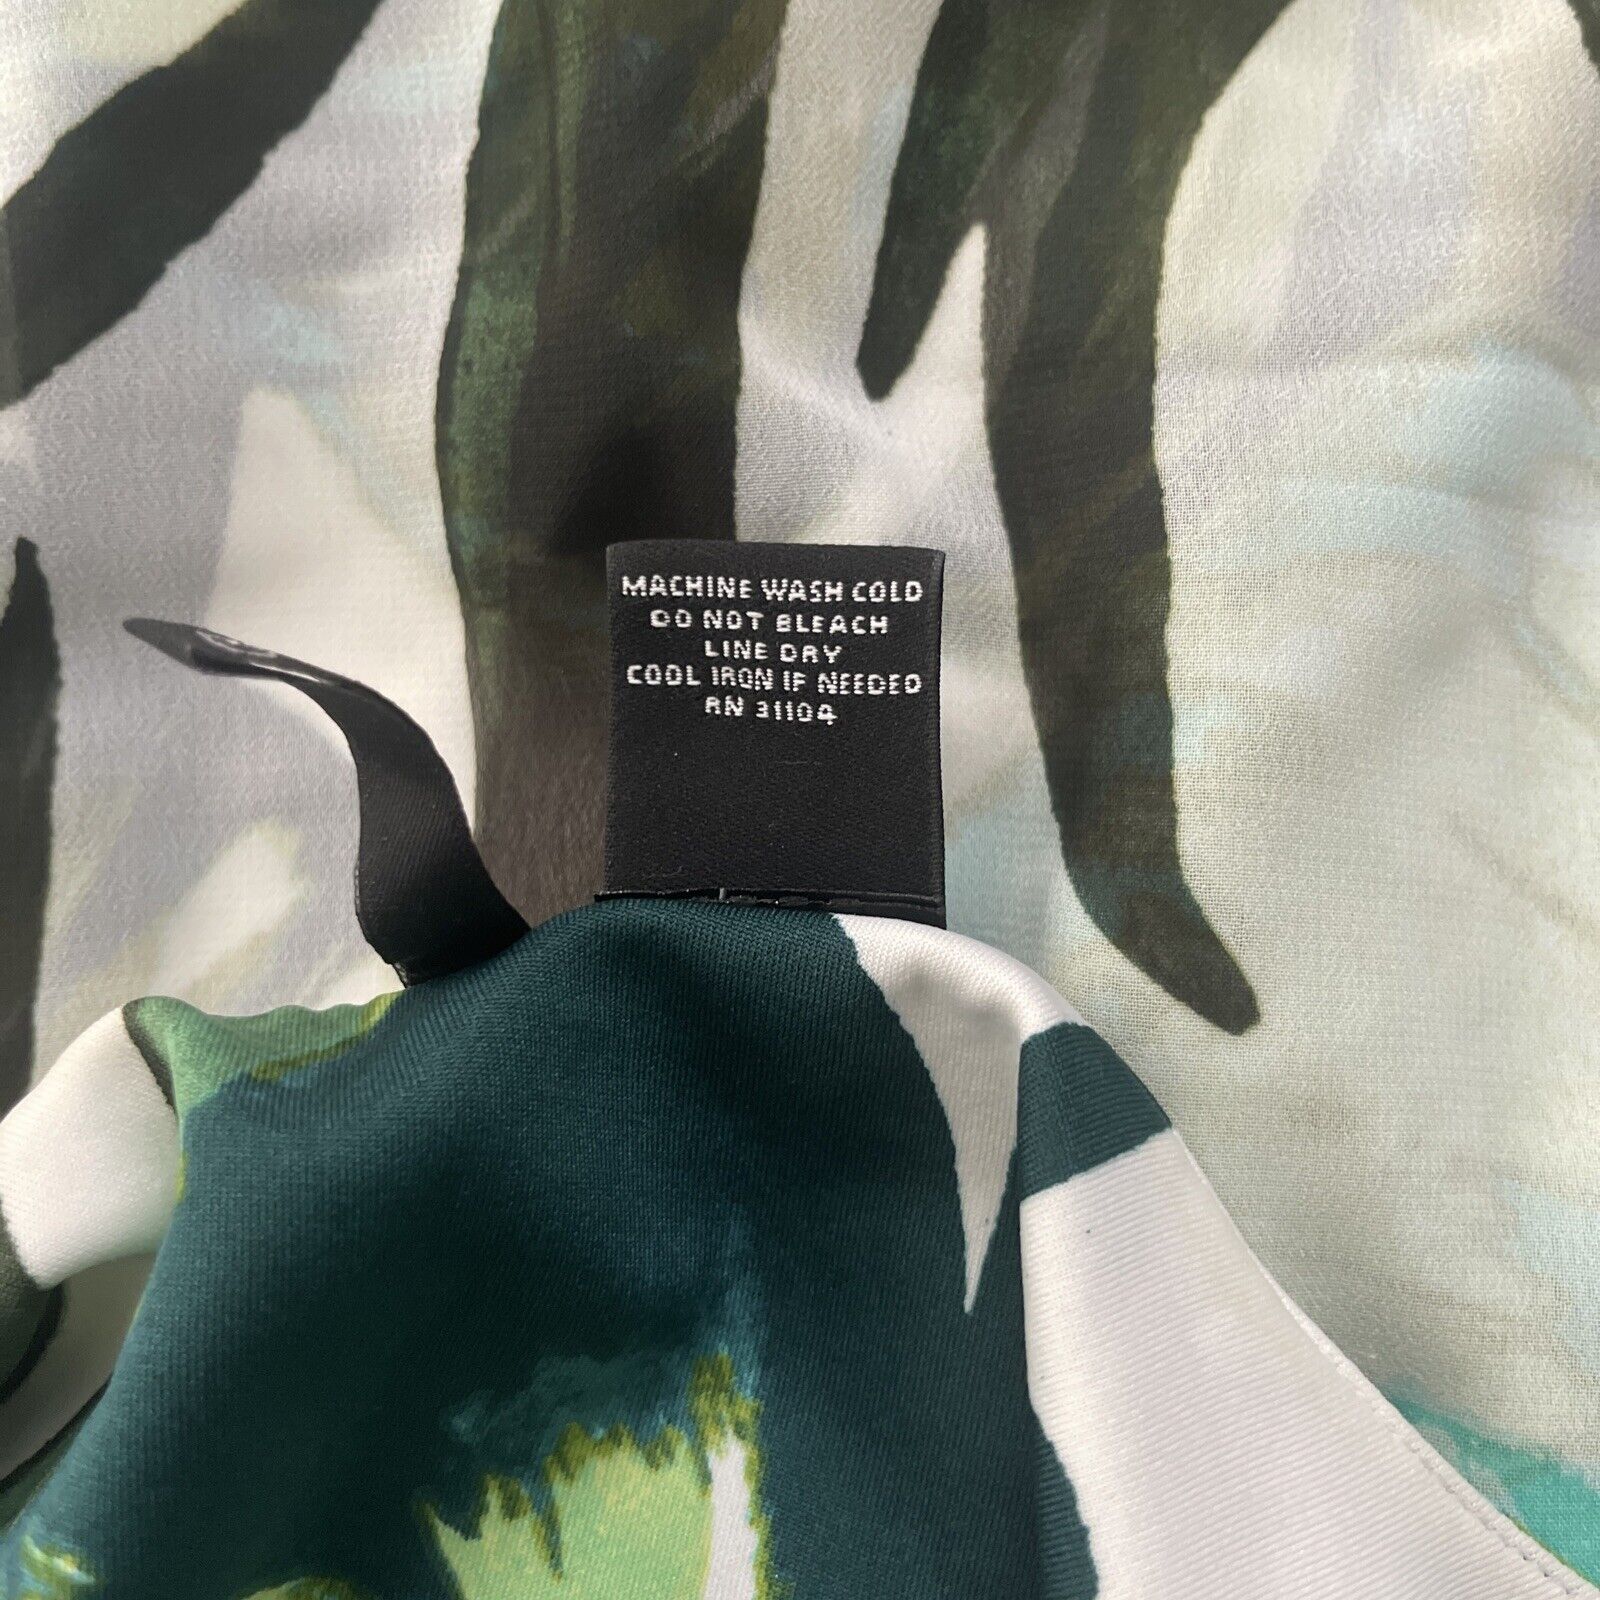 MACHINE WASH COLD
DO NOT BLEACH
LINE DRY
COOL IRON IF NEEDED
RN 31104